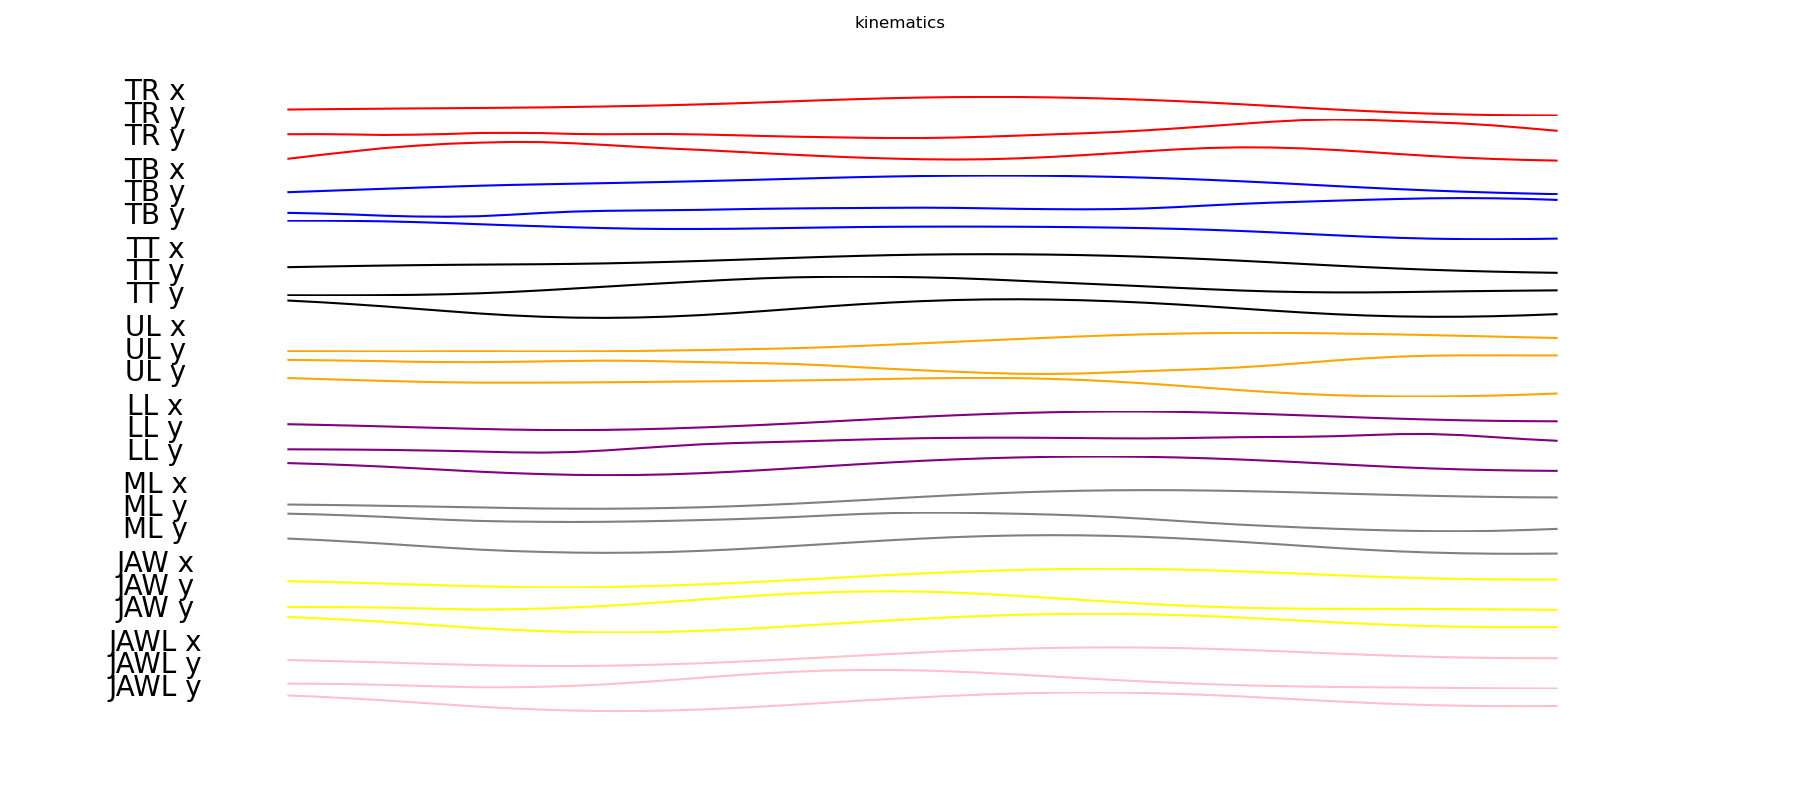 kinematics
TR x
TR y
TR y
TB x
TB y
TB y
TT x
TT y
TT y
UL x
UL y
UL y
LL x
LL y
LL y
ML x
ML y
ML y
JAW x
JAW y
JAW y
JAWL x
JAWL y
JAWL y